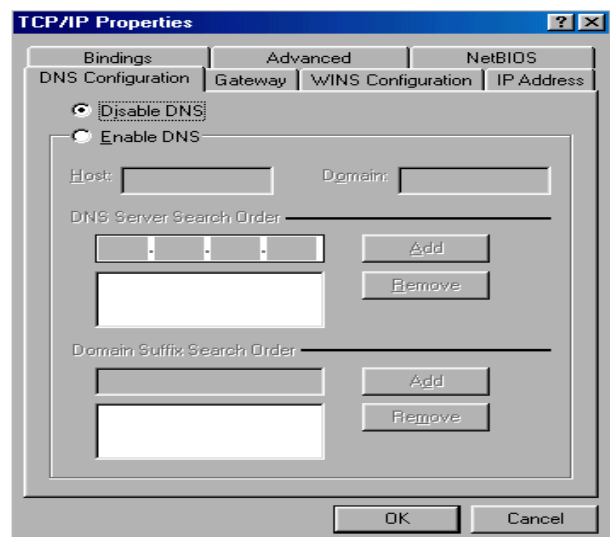 TCP/IP Properties
Bindings Advanced NetBIOS
DNS Configuration Gateway WINS Configuration IP Address
Disable DNS
Enable DNS
Host: Domain:
DNS Server Search Order
. . . Add
Remove
Domain Suffix Search Order
Add
Remove
OK Cancel